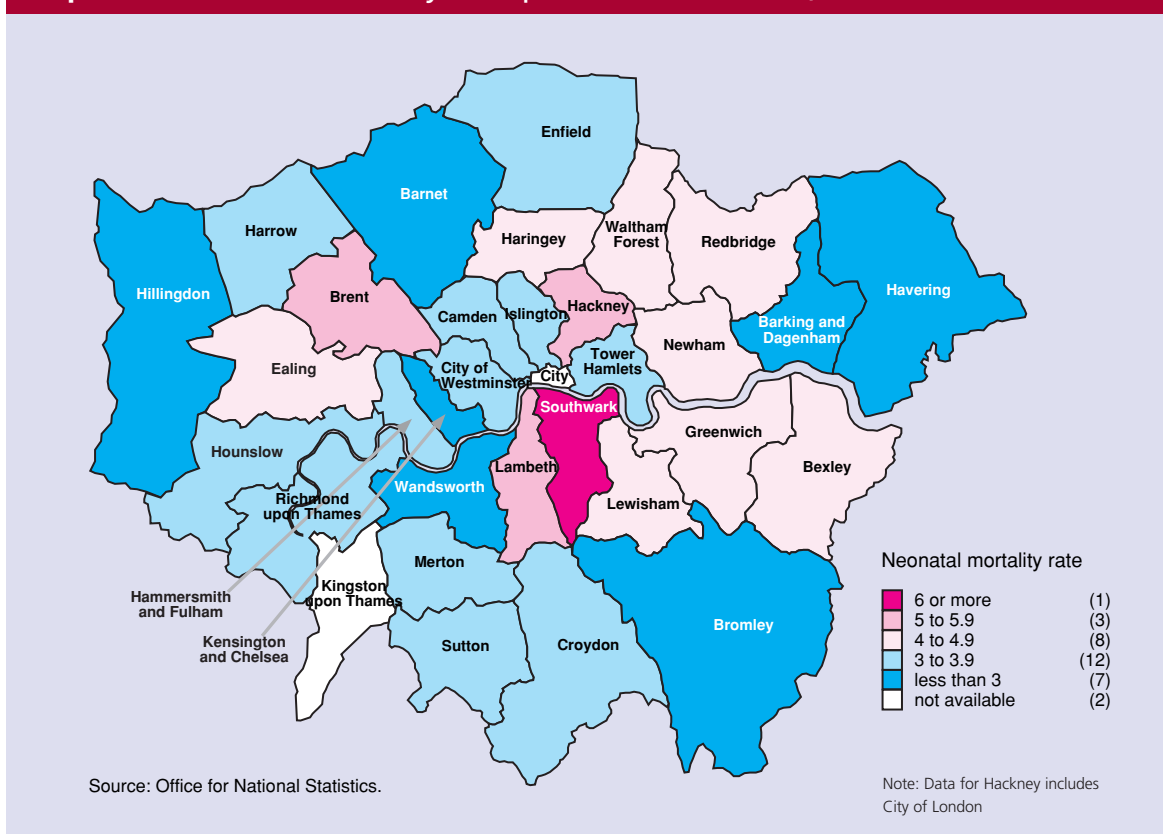 Enfield
Barnet
Harrow
Haringey
Waltham
Forest
Redbridge
Hillingdon
Brent
Havering
Camden
Islington
Hackney
Barking and
Dagenham
Newham
Tower
Hamlets
Ealing
City of
Westminster
City
Southwark
Greenwich
Hounslow
Lambeth
Bexley
Wandsworth
Richmond
upon Thames
Lewisham
Merton
Kingston
upon Thames
Hammersmith
and Fulham
Kensington
and Chelsea
Sutton
Croydon
Bromley
Neonatal mortality rate
6 or more (1)
5 to 5.9 (3)
4 to 4.9 (8)
3 to 3.9 (12)
less than 3 (7)
not available (2)
Source: Office for National Statistics.
Note: Data for Hackney includes
City of London